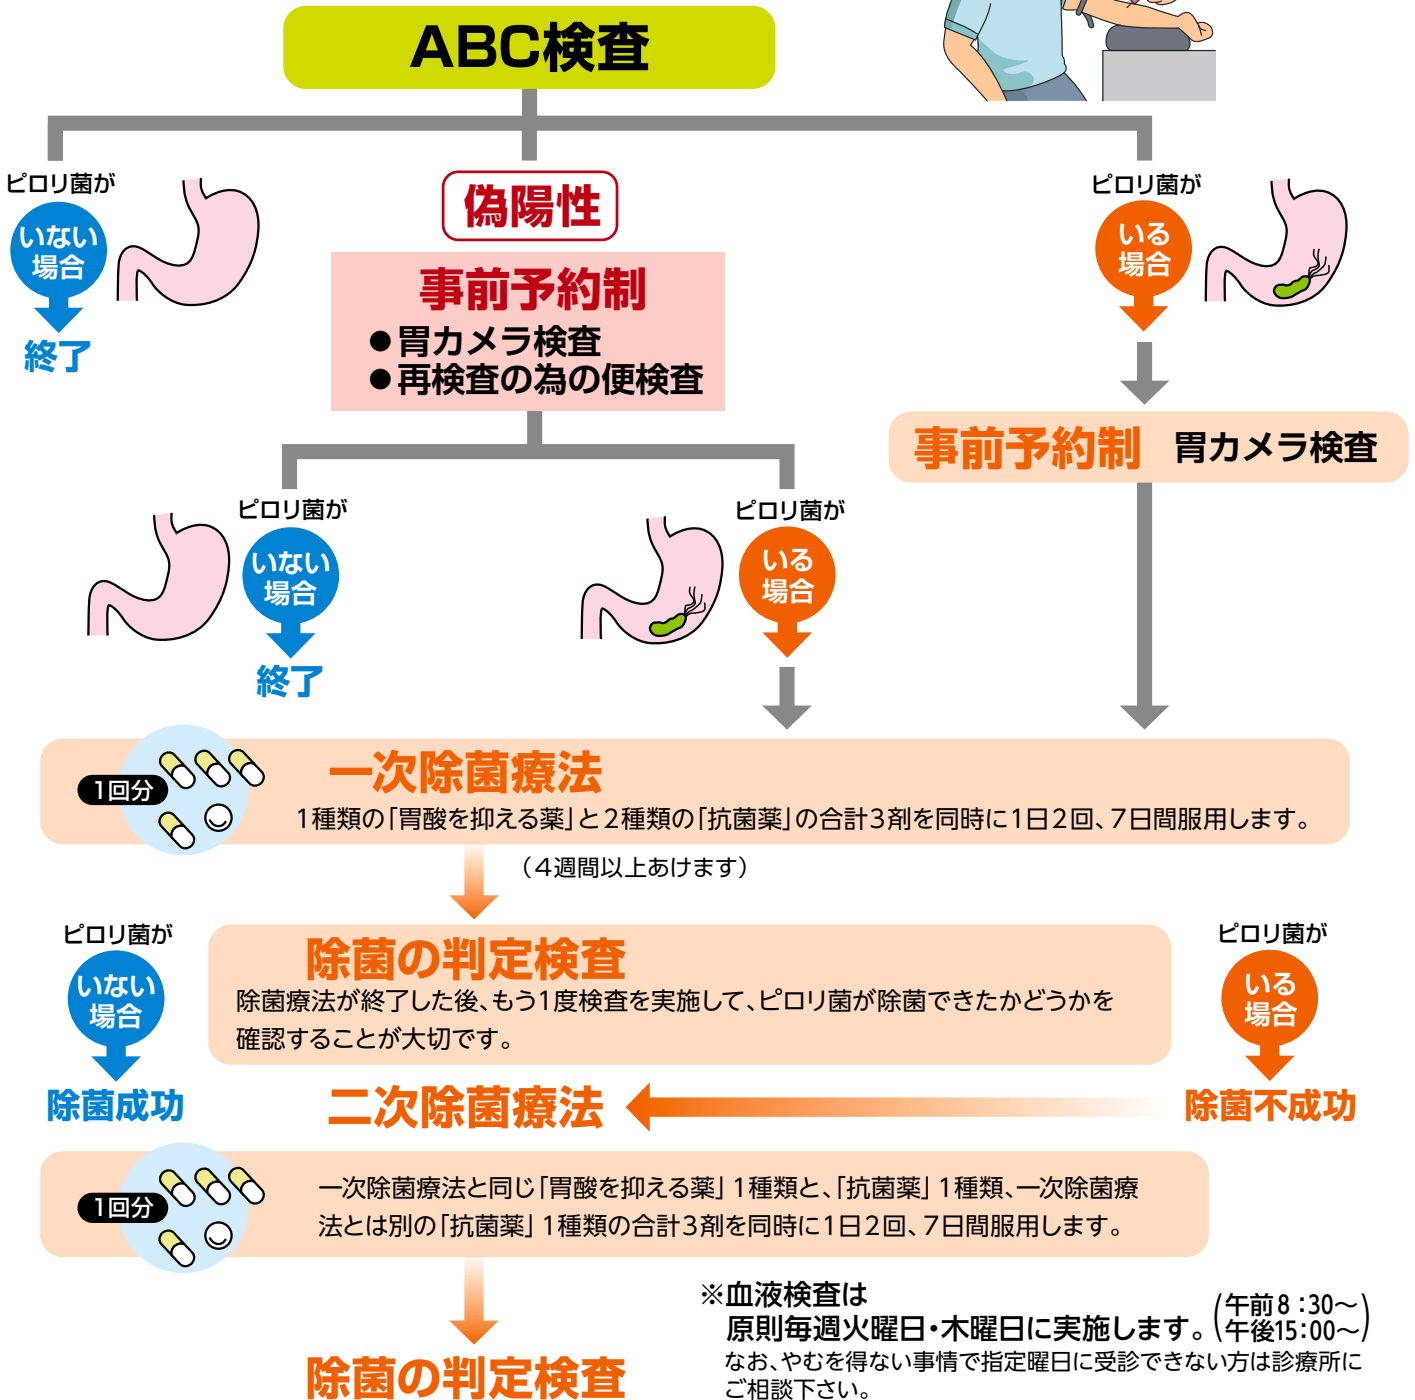 ABC検査
ピロリ菌が
いない
場合
終了
偽陽性
事前予約制
●胃カメラ検査
●再検査の為の便検査
ピロリ菌が
いる
場合
事前予約制 胃カメラ検査
ピロリ菌が
いない
場合
終了
ピロリ菌が
いる
場合
一次除菌療法
1回分
1種類の「胃酸を抑える薬」と2種類の「抗菌薬」の合計3剤を同時に1日2回、7日間服用します。
（4週間以上あけます）
ピロリ菌が
いない
場合
除菌成功
除菌の判定検査
除菌療法が終了した後、もう1度検査を実施して、ピロリ菌が除菌できたかどうかを
確認することが大切です。
ピロリ菌が
いる
場合
除菌不成功
二次除菌療法
1回分
一次除菌療法と同じ「胃酸を抑える薬」1種類と、「抗菌薬」1種類、一次除菌療
法とは別の「抗菌薬」1種類の合計3剤を同時に1日2回、7日間服用します。
除菌の判定検査
※血液検査は
原則毎週火曜日・木曜日に実施します。
（午前8：30〜
午後15：00〜）
なお、やむを得ない事情で指定曜日に受診できない方は診療所に
ご相談下さい。